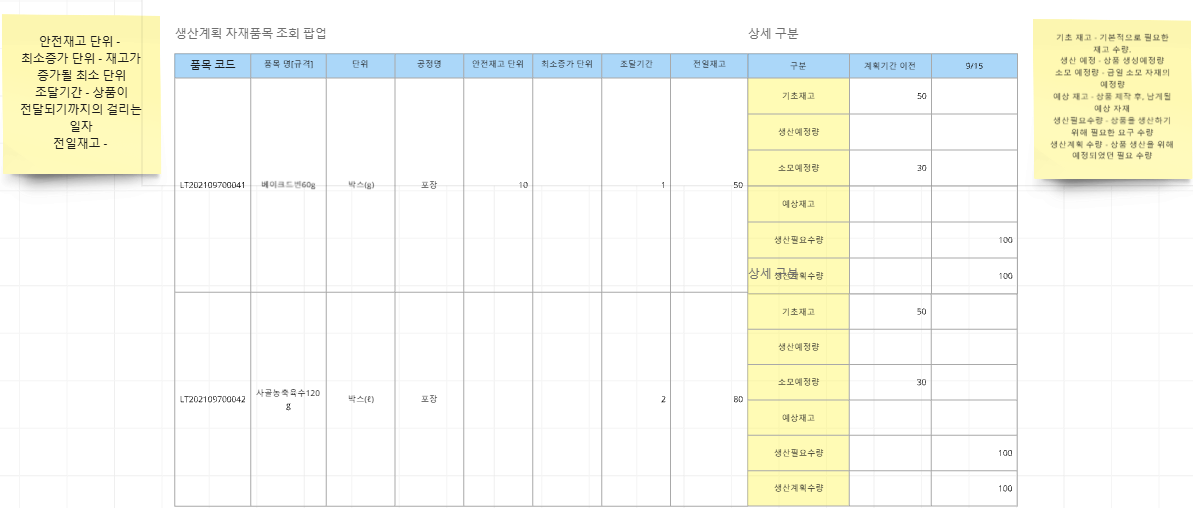 안전재고 단위 -
최소증가 단위 - 재고가
증가될 최소 단위
조달기간 - 상품이
전달되기까지의 걸리는
일자
전일재고 -
생산계획 자재품목 조회 팝업
상세 구분
품목 코드 품목 명[규격] 단위 공정명 안전재고 단위 최소증가 단위 조달기간 전일재고 구분 계획기간 이전 9/15
기초재고 50
생산예정량
소모예정량 30
LT202109700041 베이크드번60g 박스(g) 포장 10 1 50
예상재고
생산필요수량 100
상세 구분
생산계획수량 100
기초재고 50
생산예정량
소모예정량 30
LT202109700042 사골농축육수120 박스(ℓ) 포장 2 80
g
예상재고
생산필요수량 100
생산계획수량 100
기초 재고 - 기본적으로 필요한
재고 수량.
생산 예정 - 상품 생성예정량
소모 예정량 - 금일 소모 자재의
예정량
예상 재고 - 상품 제작 후, 남게될
예상 자재
생산필요수량 - 상품을 생산하기
위해 필요한 요구 수량
생산계획 수량 - 상품 생산을 위해
예정되었던 필요 수량